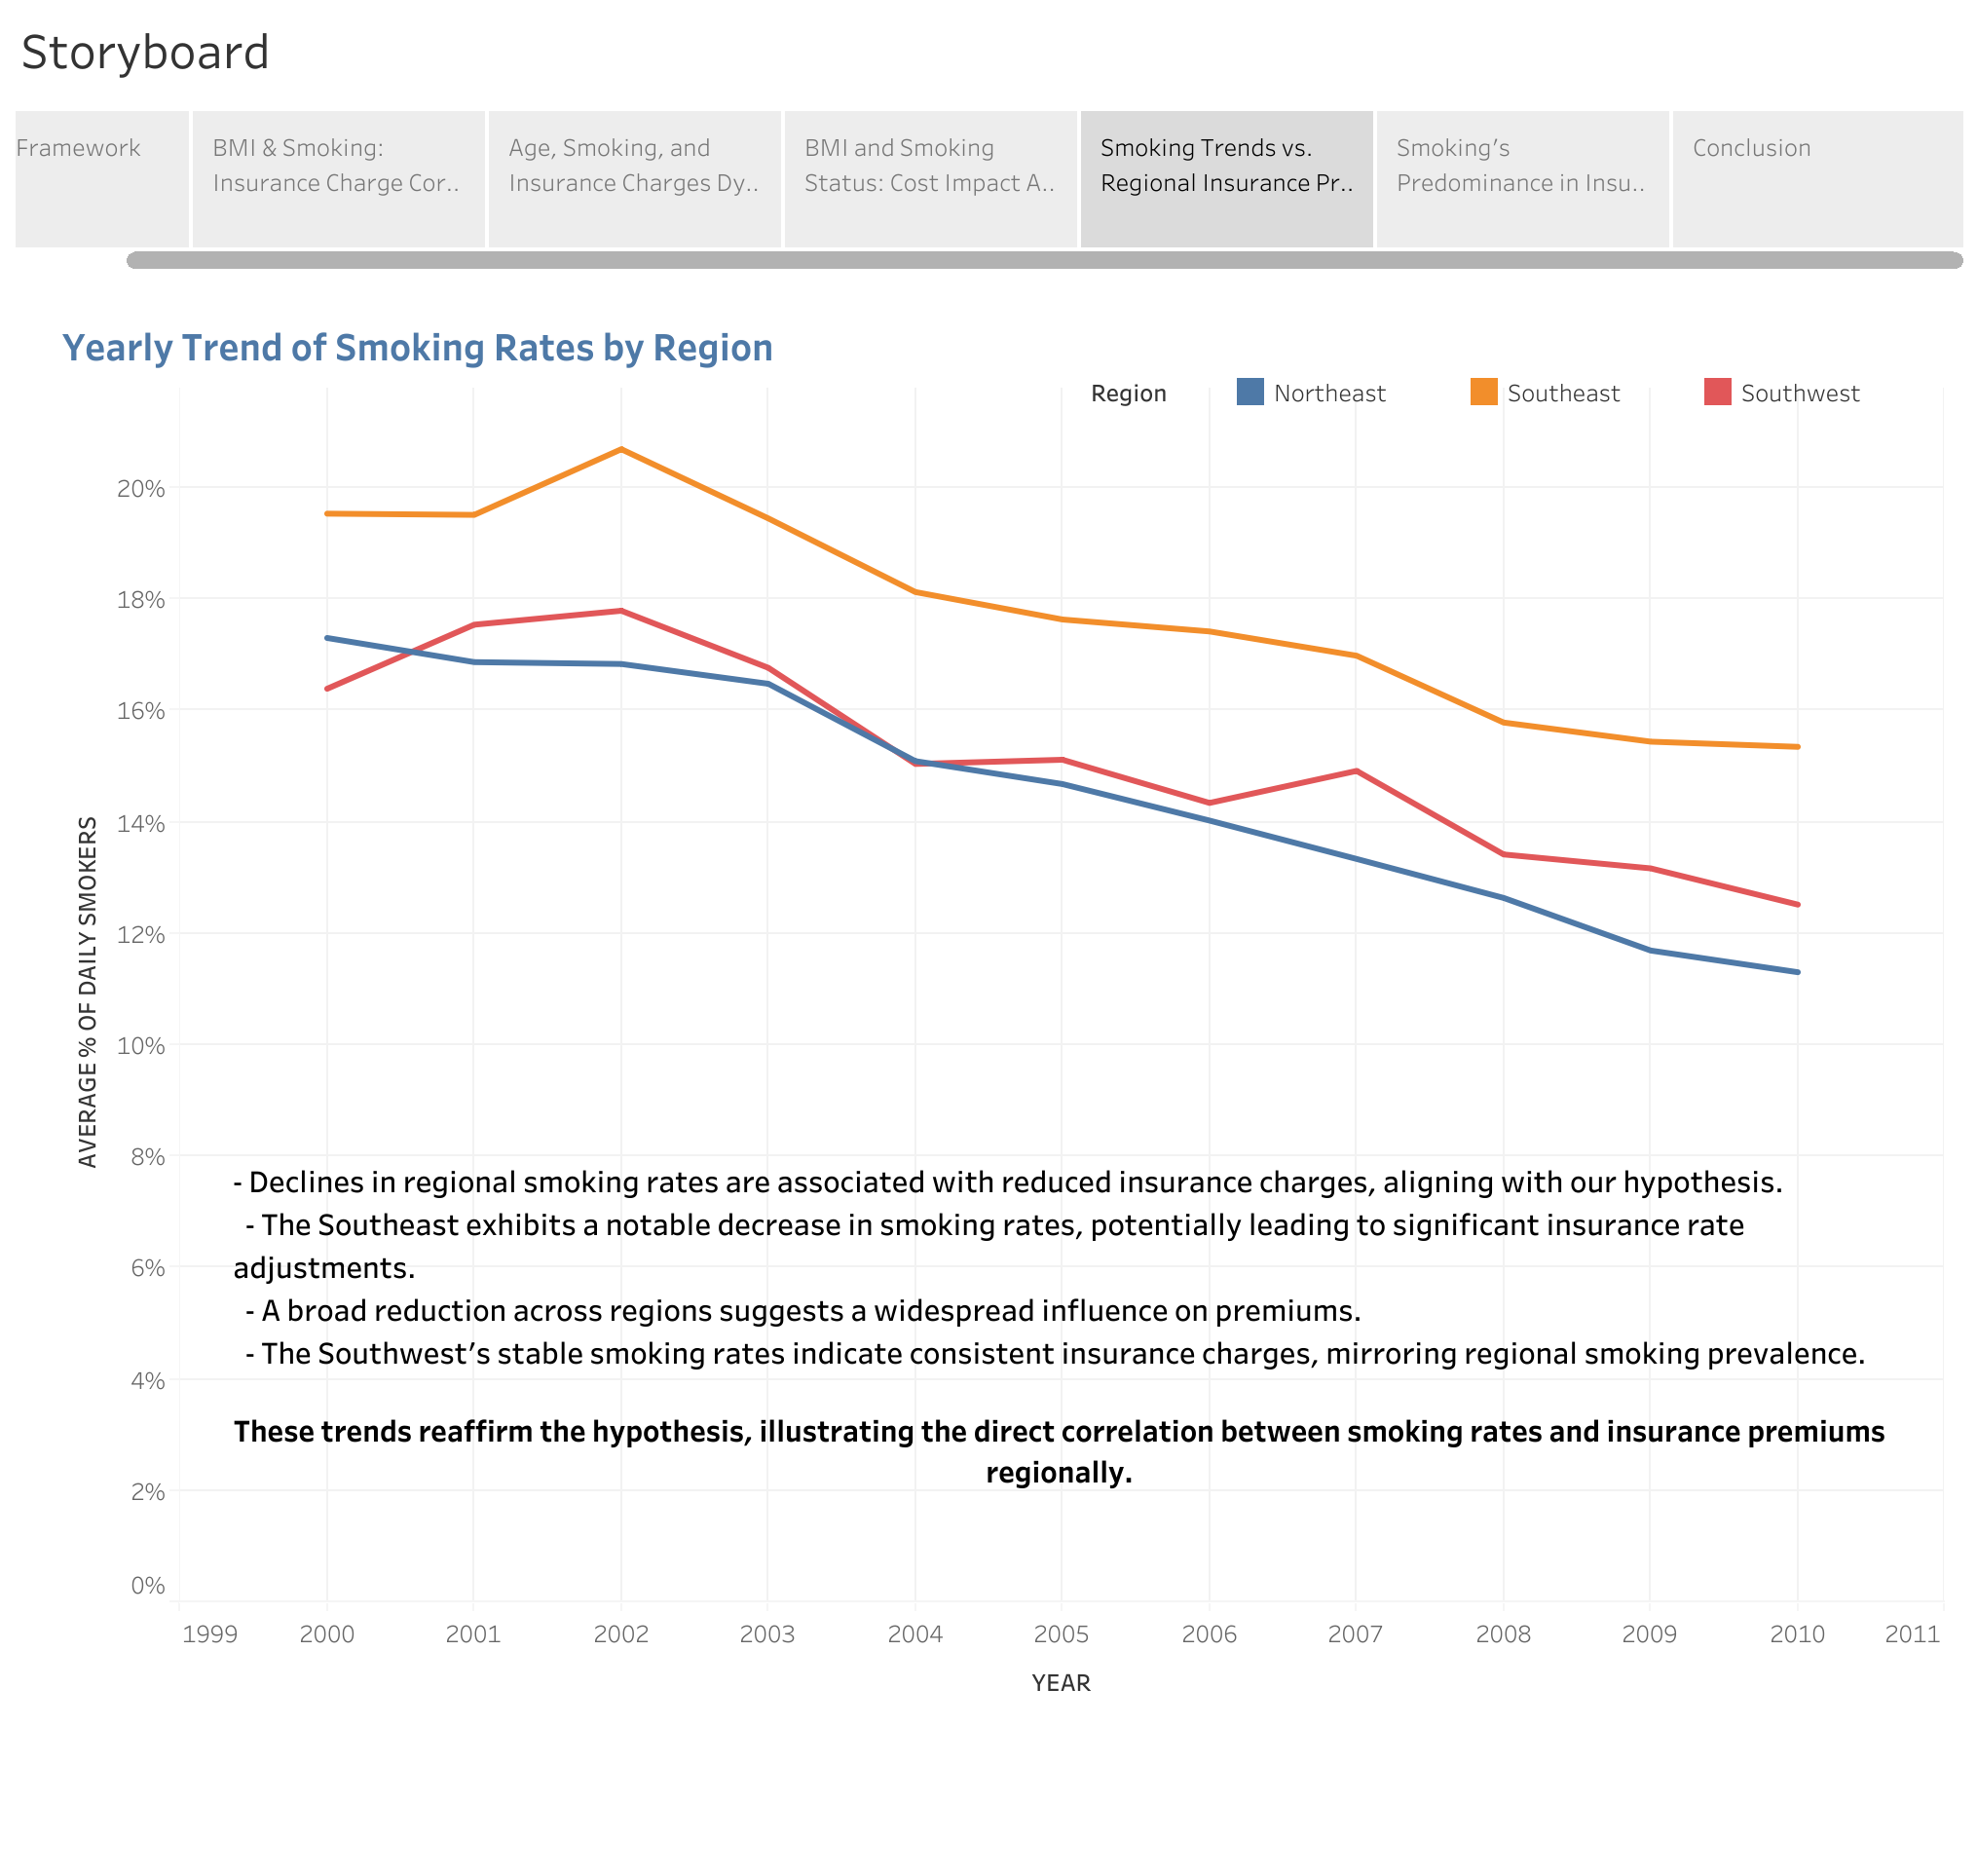 Storyboard
Framework
BMI & Smoking:
Insurance Charge Cor..
Age, Smoking, and
Insurance Charges Dy..
BMI and Smoking
Status: Cost Impact A..
Smoking Trends vs.
Regional Insurance Pr..
Smoking’s
Predominance in Insu..
Conclusion
Yearly Trend of Smoking Rates by Region
Region
Northeast
Southeast
Southwest
AVERAGE % OF DAILY SMOKERS
20%
18%
16%
14%
12%
10%
8%
6%
4%
2%
0%
- Declines in regional smoking rates are associated with reduced insurance charges, aligning with our hypothesis.
- The Southeast exhibits a notable decrease in smoking rates, potentially leading to significant insurance rate
adjustments.
- A broad reduction across regions suggests a widespread influence on premiums.
- The Southwest’s stable smoking rates indicate consistent insurance charges, mirroring regional smoking prevalence.
These trends reaffirm the hypothesis, illustrating the direct correlation between smoking rates and insurance premiums
regionally.
1999 2000 2001 2002 2003 2004 2005 2006 2007 2008 2009 2010 2011
YEAR